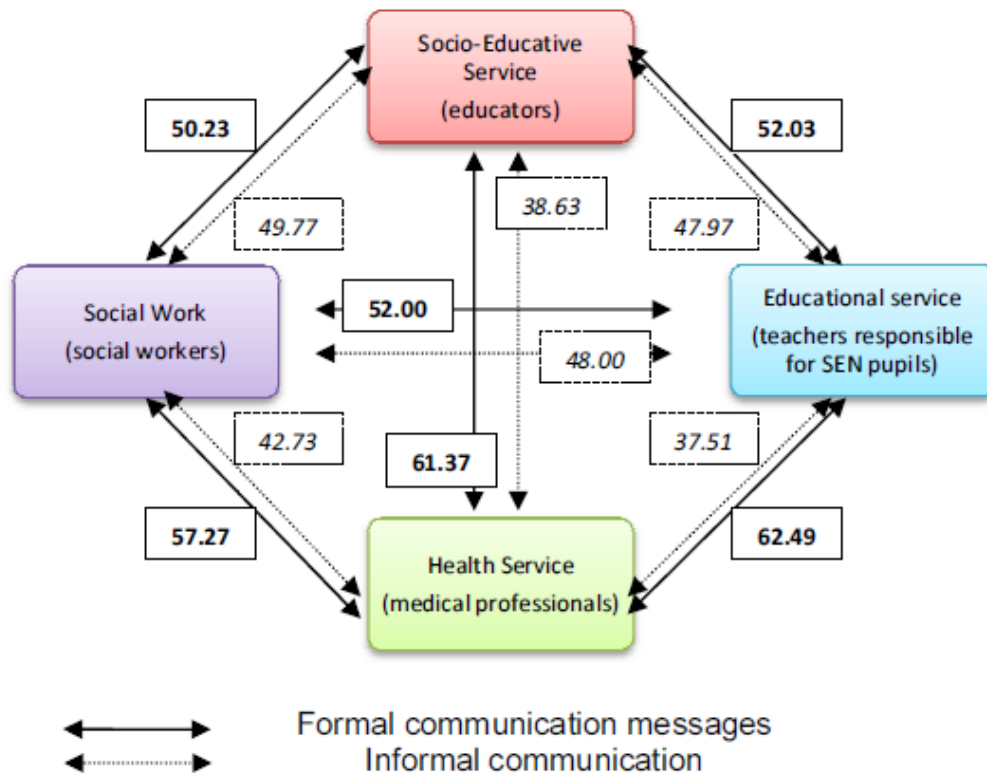 Socio-Educative
Service
(educators)
50.23
52.03
38.63
49.77
47.97
Social Work
(social workers)
52.00
48.00
Educational service
(teachers responsible
for SEN pupils)
42.73
37.51
61.37
57.27
62.49
Health Service
(medical professionals)
Formal communication messages
Informal communication